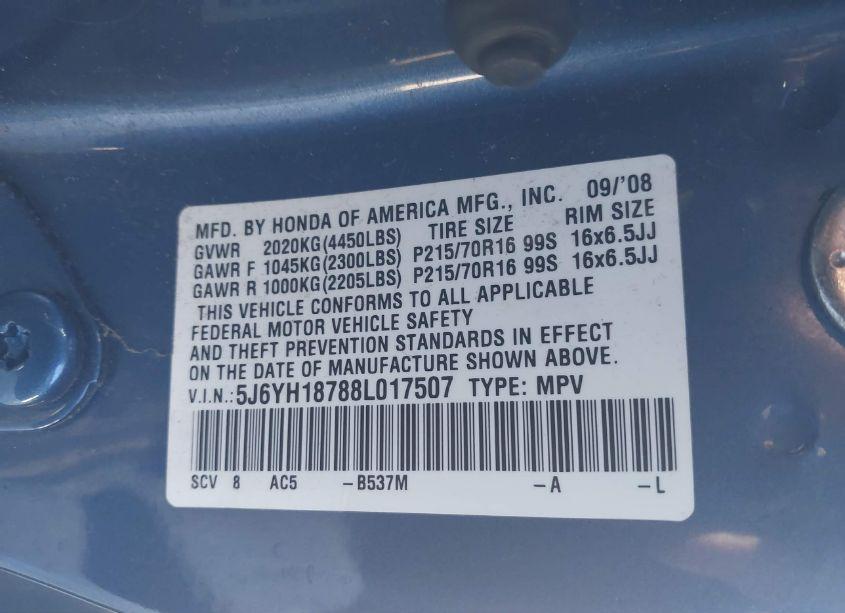 MFD. BY HONDA OF AMERICA MFG., INC. 09/'08
GVWR 2020KG(4450LBS) TIRE SIZE RIM SIZE
GAWR F 1045KG(2300LBS) P215/70R16 99S 16x6.5JJ
GAWR R 1000KG(2205LBS) P215/70R16 99S 16x6.5JJ
THIS VEHICLE CONFORMS TO ALL APPLICABLE
FEDERAL MOTOR VEHICLE SAFETY
AND THEFT PREVENTION STANDARDS IN EFFECT
ON THE DATE OF MANUFACTURE SHOWN ABOVE.
V.I.N.:5J6YH18788L017507 TYPE: MPV
SCV 8 AC5 -B537M -A -L